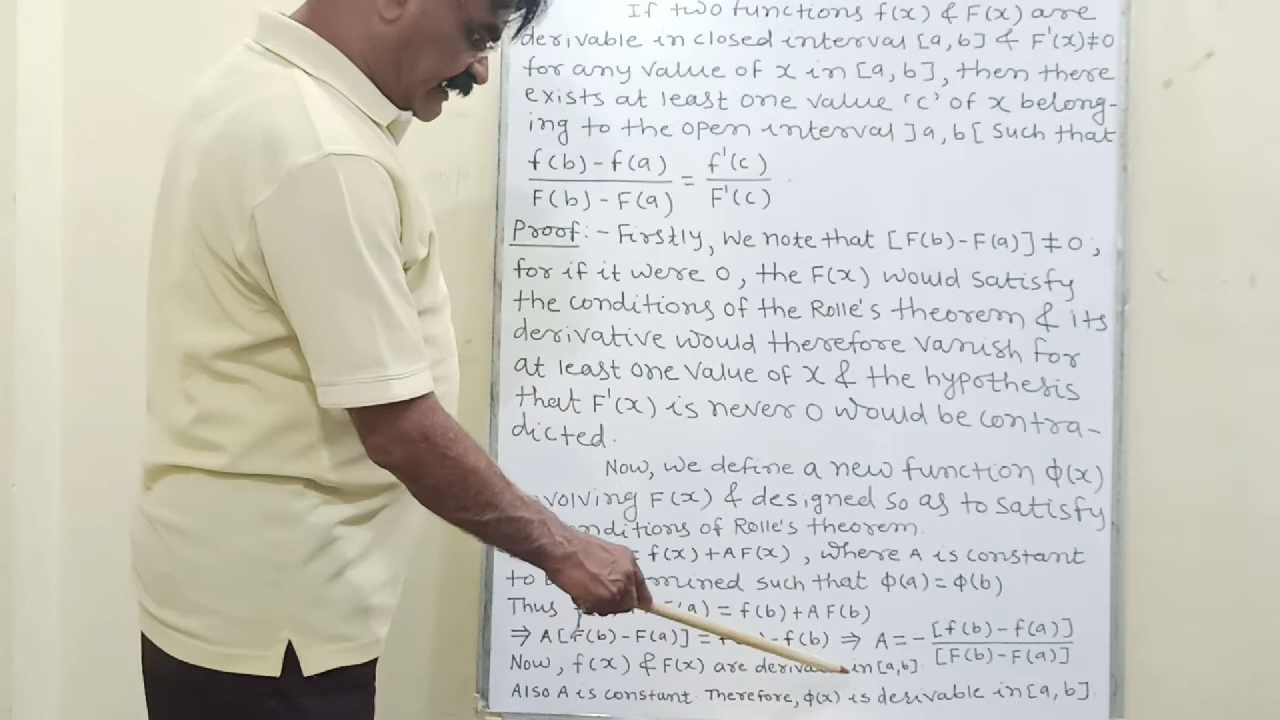 If two functions f(x) & F(x) are
derivable in closed interval [a,b] & F'(x)≠0
for any value of x in [a,b], then there
exists at least one value 'c' of x belong-
ing to the open interval ]a,b[ such that
f(b)-f(a) / F(b)-F(a) = f'(c) / F'(c)
Proof:- Firstly, we note that [F(b)-F(a)]≠0,
for if it were 0, the F(x) would satisfy
the conditions of the Rolle's theorem & its
derivative would therefore vanish for
at least one value of x & the hypothesis
that F'(x) is never 0 would be contra-
dicted.
Now, we define a new function φ(x)
volving F(x) & designed so as to satisfy
nditions of Rolle's theorem.
f(x)+AF(x), where A is constant
to mined such that φ(a)=φ(b)
Thus (a) = f(b)+AF(b)
⇒ A[F(b)-F(a)] = -f(b) ⇒ A=-[f(b)-f(a)] / [F(b)-F(a)]
Now, f(x) & F(x) are deriva in [a,b].
Also A is constant. Therefore, φ(x) is derivable in [a,b].